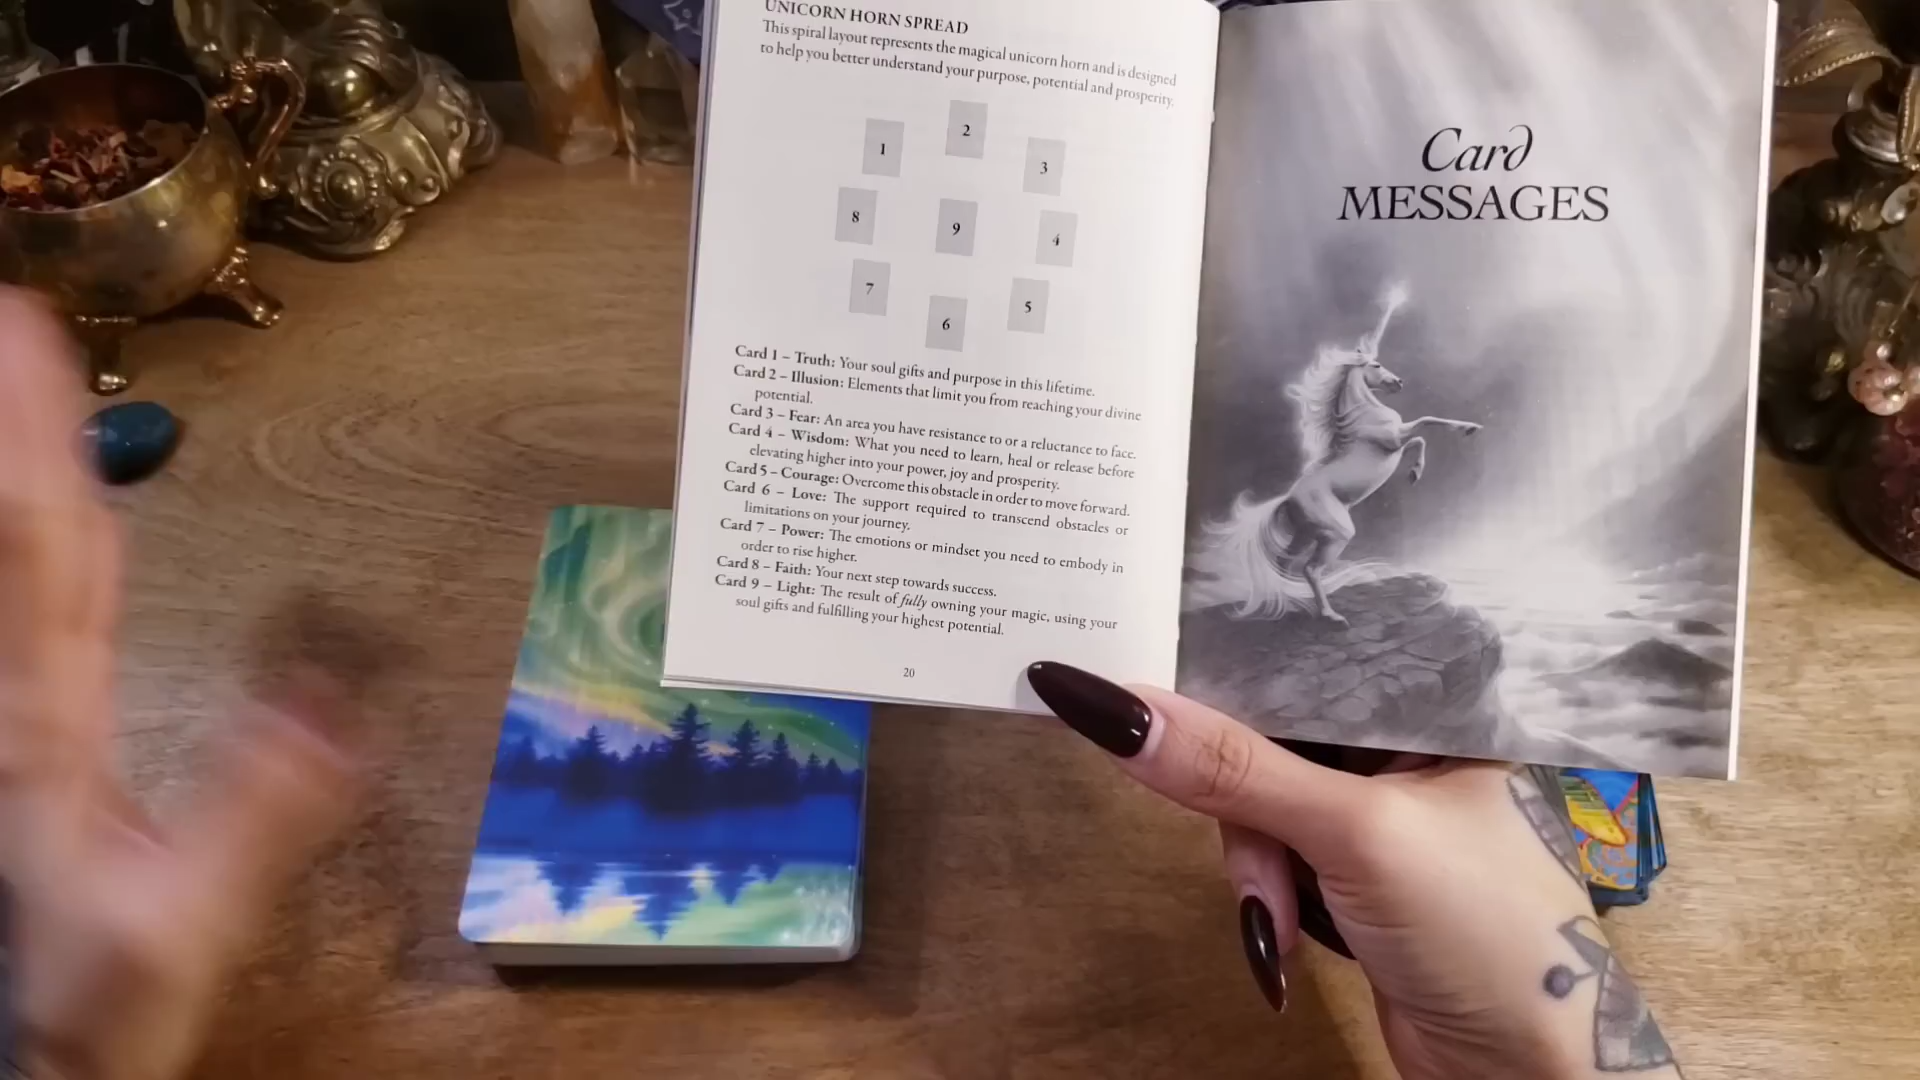 UNICORN HORN SPREAD
This spiral layout represents the magical unicorn horn and is designed
to help you better understand your purpose, potential and prosperity.
2
1
3
8
9
4
7
5
6
Card 1 – Truth: Your soul gifts and purpose in this lifetime.
Card 2 – Illusion: Elements that limit you from reaching your divine
potential.
Card 3 – Fear: An area you have resistance to or a reluctance to face.
Card 4 – Wisdom: What you need to learn, heal or release before
elevating higher into your power, joy and prosperity.
Card 5 – Courage: Overcome this obstacle in order to move forward.
Card 6 – Love: The support required to transcend obstacles or
limitations on your journey.
Card 7 – Power: The emotions or mindset you need to embody in
order to rise higher.
Card 8 – Faith: Your next step towards success.
Card 9 – Light: The result of fully owning your magic, using your
soul gifts and fulfilling your highest potential.
20
Card
MESSAGES